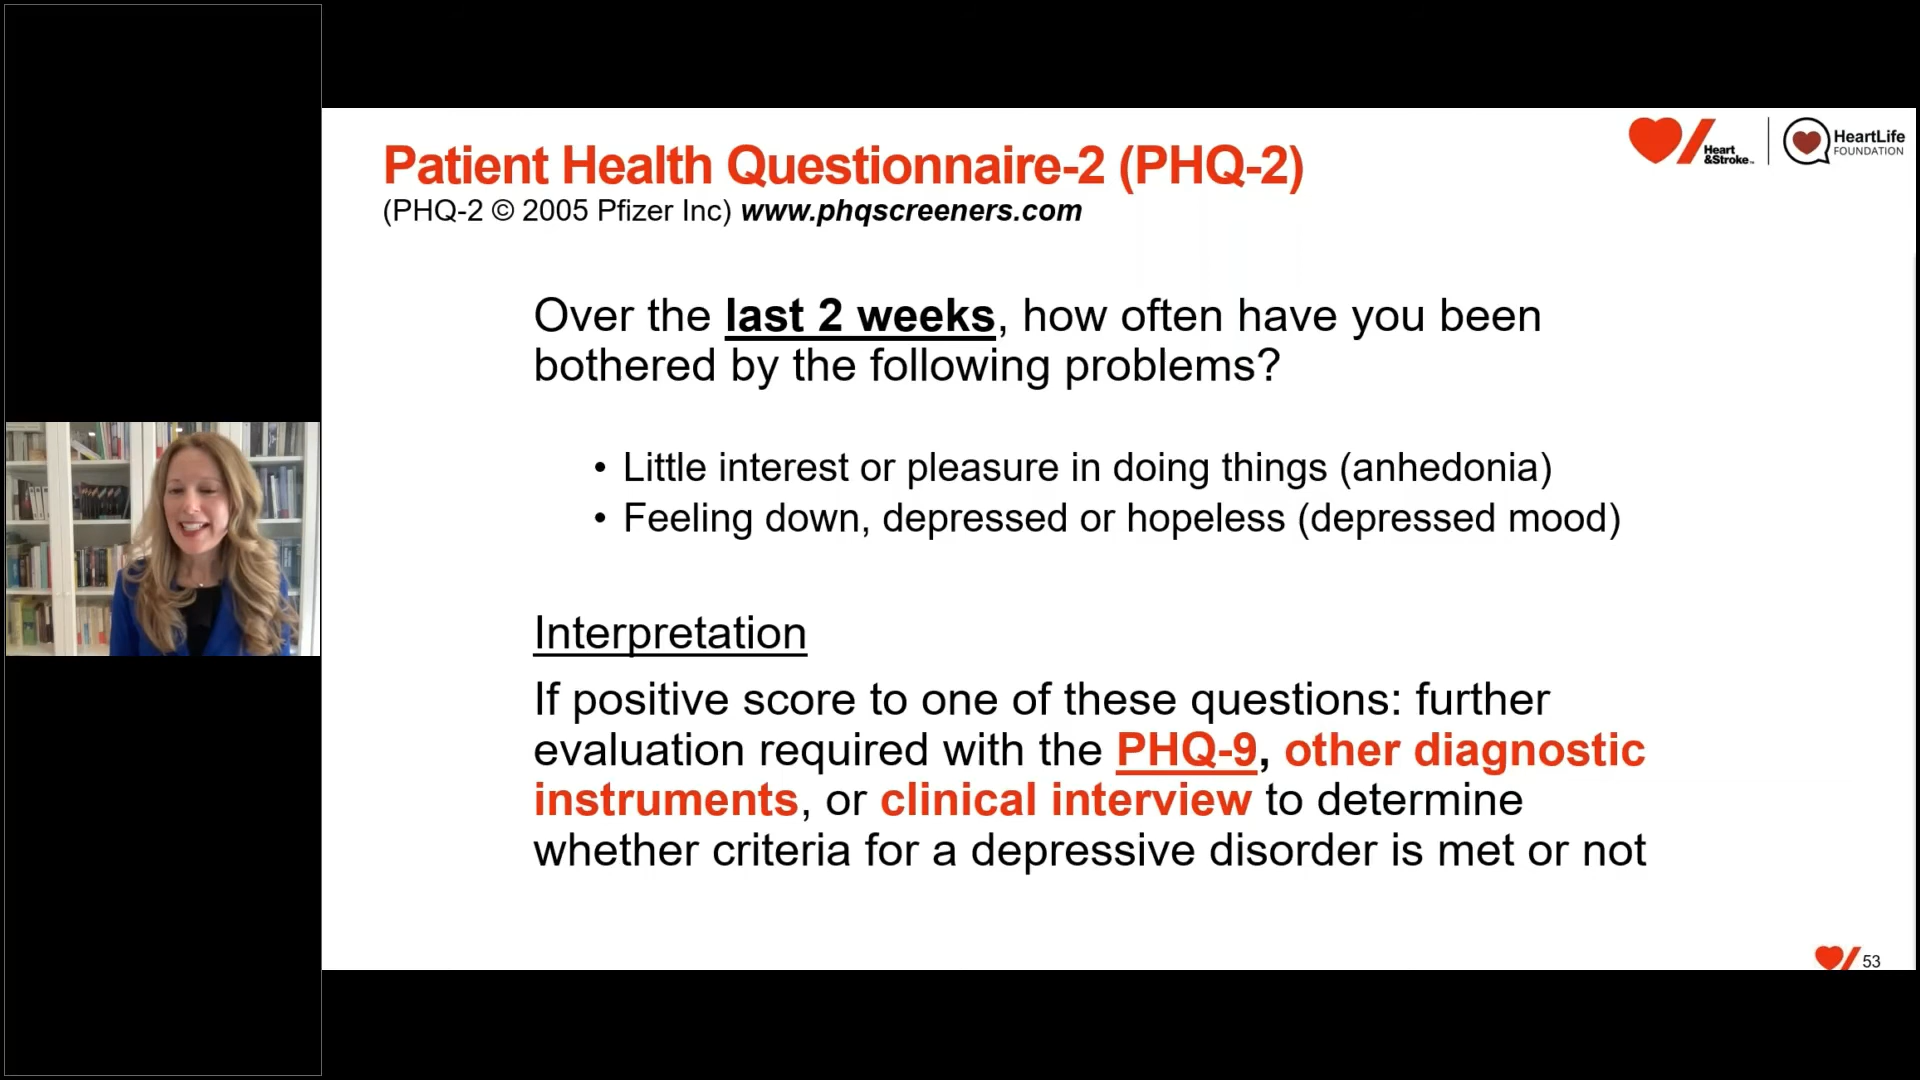 Patient Health Questionnaire-2 (PHQ-2)
(PHQ-2 © 2005 Pfizer Inc) www.phqscreeners.com
Heart
&Stroke™
HeartLife
FOUNDATION
Over the last 2 weeks, how often have you been
bothered by the following problems?
• Little interest or pleasure in doing things (anhedonia)
• Feeling down, depressed or hopeless (depressed mood)
Interpretation
If positive score to one of these questions: further
evaluation required with the PHQ-9, other diagnostic
instruments, or clinical interview to determine
whether criteria for a depressive disorder is met or not
53